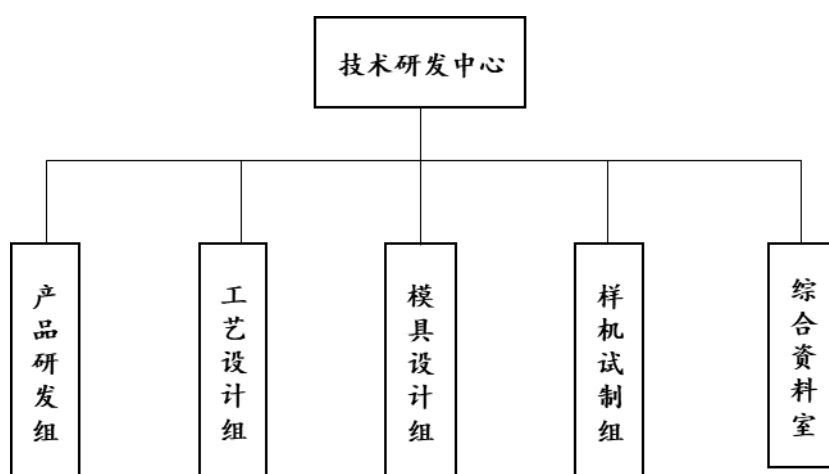 技术研发中心
产品研发组
工艺设计组
模具设计组
样机试制组
综合资料室